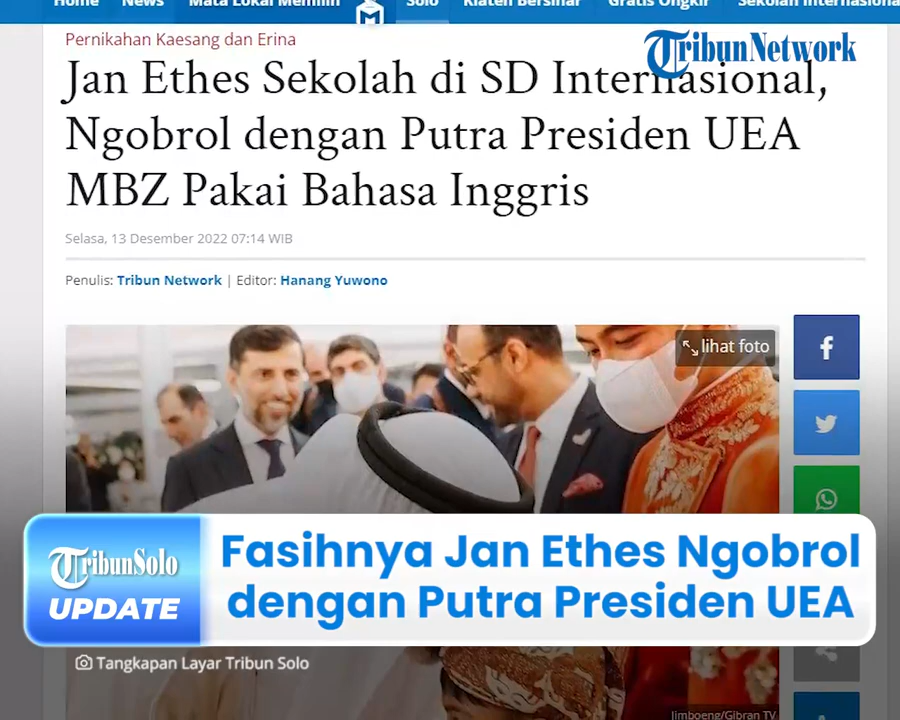 Home News Mata Lokal Memilih Solo Klaten Bersinar Gratis Ongkir Sekolah Internasional
Pernikahan Kaesang dan Erina
TribunNetwork
Jan Ethes Sekolah di SD Internasional,
Ngobrol dengan Putra Presiden UEA
MBZ Pakai Bahasa Inggris
Selasa, 13 Desember 2022 07:14 WIB
Penulis: Tribun Network | Editor: Hanang Yuwono
lihat foto
TribunSolo
UPDATE
Fasihnya Jan Ethes Ngobrol
dengan Putra Presiden UEA
Tangkapan Layar Tribun Solo
Jimboeng/Gibran TV